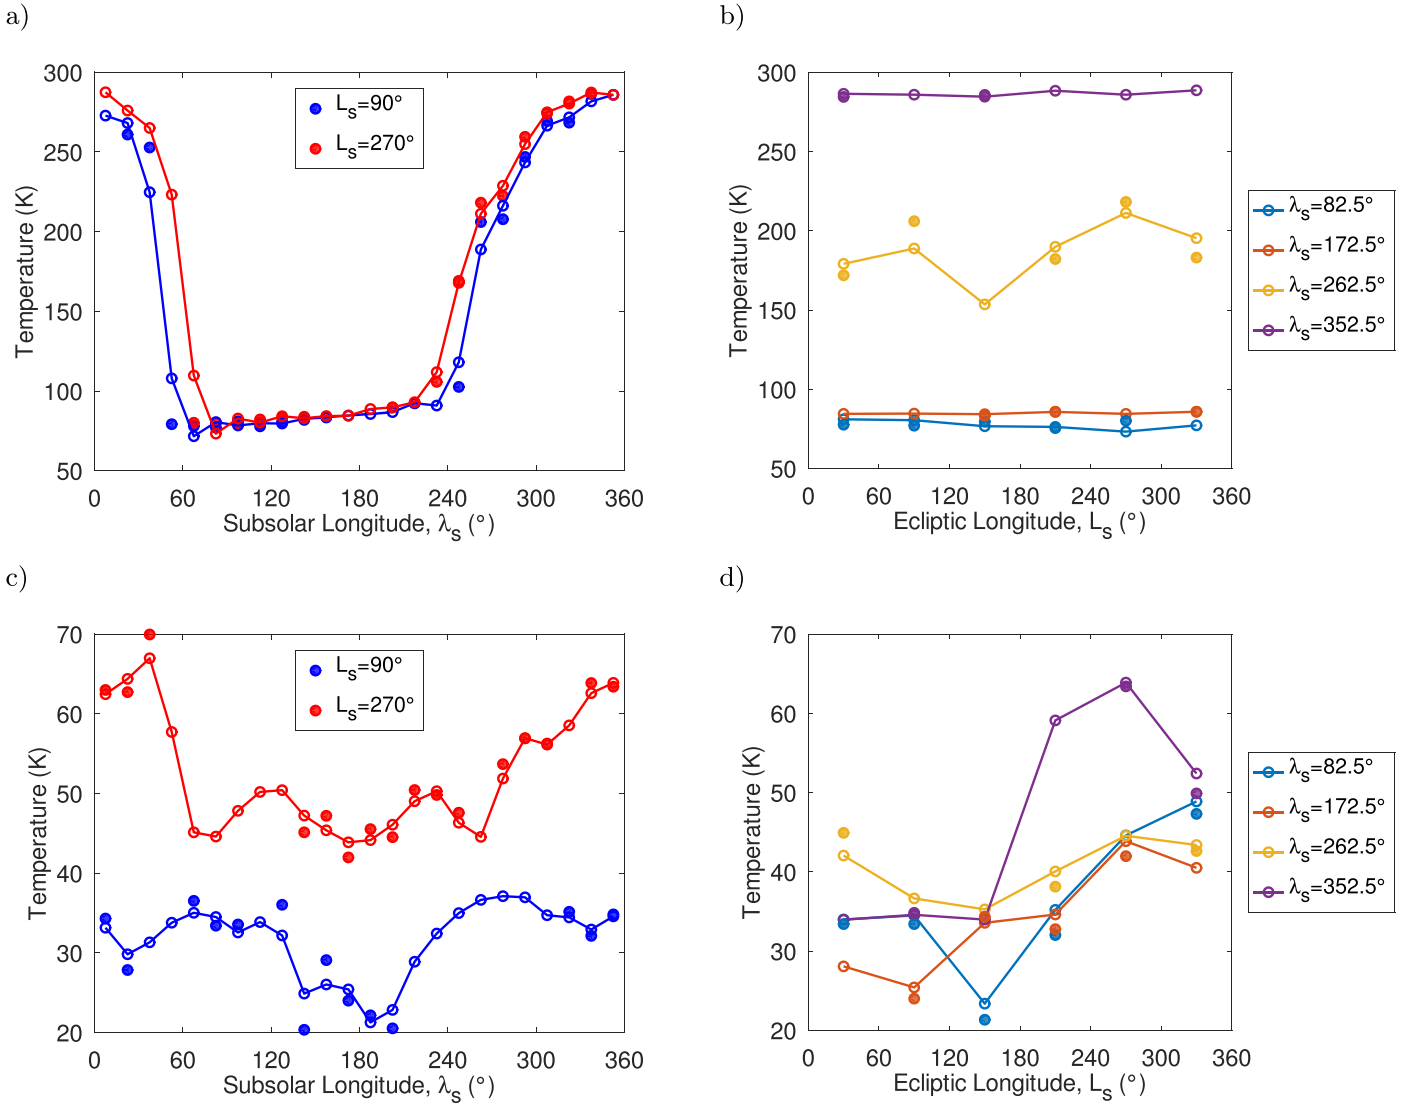 a)
300
250
200
150
100
50
Temperature (K)
0 60 120 180 240 300 360
Subsolar Longitude, λs (°)
Ls=90°
Ls=270°
b)
300
250
200
150
100
50
Temperature (K)
0 60 120 180 240 300 360
Ecliptic Longitude, Ls (°)
λs=82.5°
λs=172.5°
λs=262.5°
λs=352.5°
c)
70
60
50
40
30
20
Temperature (K)
0 60 120 180 240 300 360
Subsolar Longitude, λs (°)
Ls=90°
Ls=270°
d)
70
60
50
40
30
20
Temperature (K)
0 60 120 180 240 300 360
Ecliptic Longitude, Ls (°)
λs=82.5°
λs=172.5°
λs=262.5°
λs=352.5°